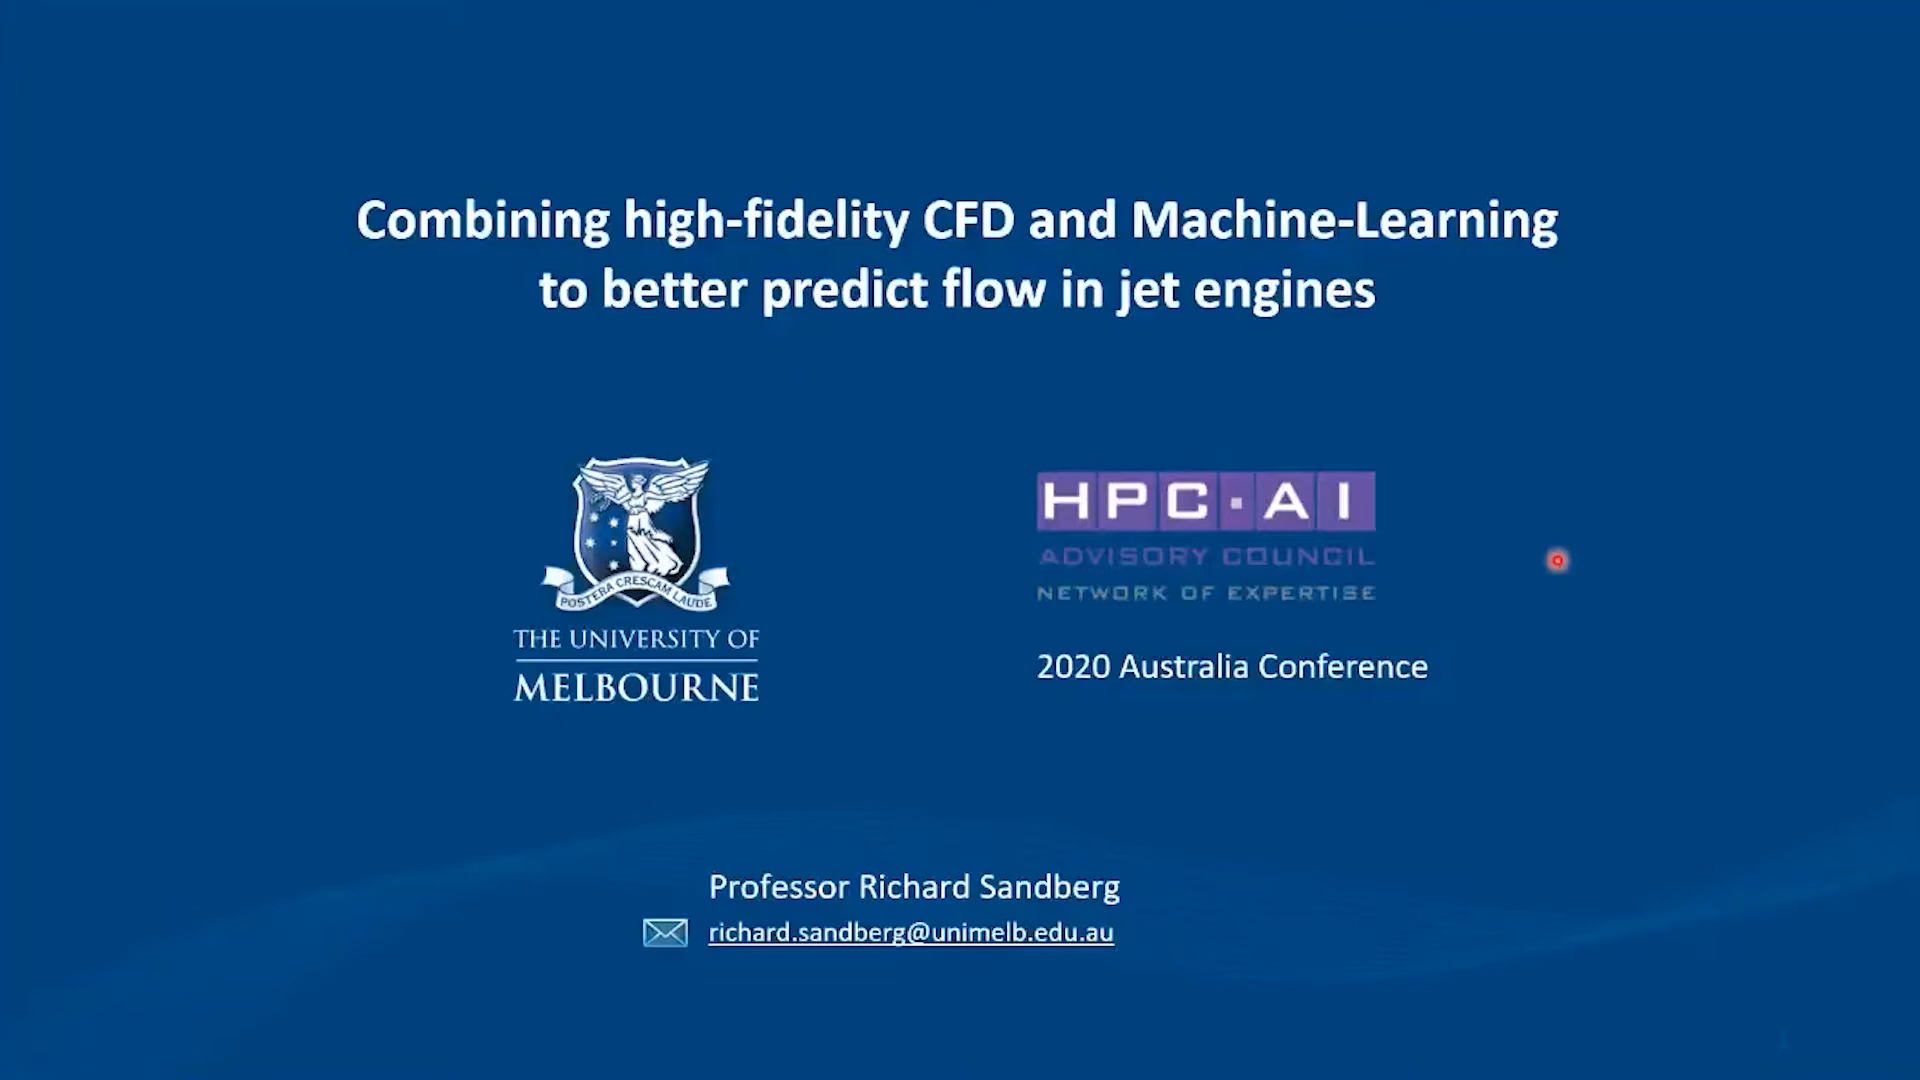 Combining high-fidelity CFD and Machine-Learning
to better predict flow in jet engines
POSTERA CRESCAM LAUDE
THE UNIVERSITY OF
MELBOURNE
HPC·AI
ADVISORY COUNCIL
NETWORK OF EXPERTISE
2020 Australia Conference
Professor Richard Sandberg
richard.sandberg@unimelb.edu.au